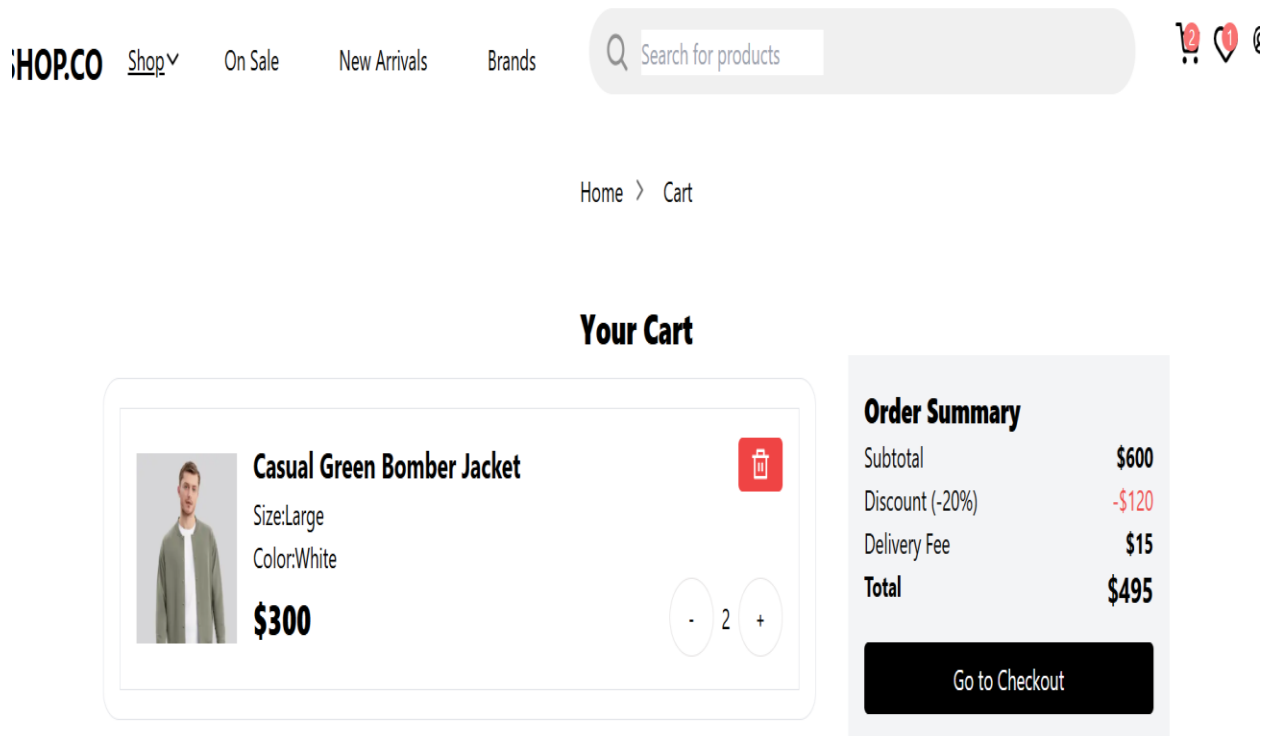 SHOP.CO Shop On Sale New Arrivals Brands Search for products 2 1
Home > Cart
Your Cart
Casual Green Bomber Jacket
Size:Large
Color:White
$300
- 2 +
Order Summary
Subtotal $600
Discount (-20%) -$120
Delivery Fee $15
Total $495
Go to Checkout